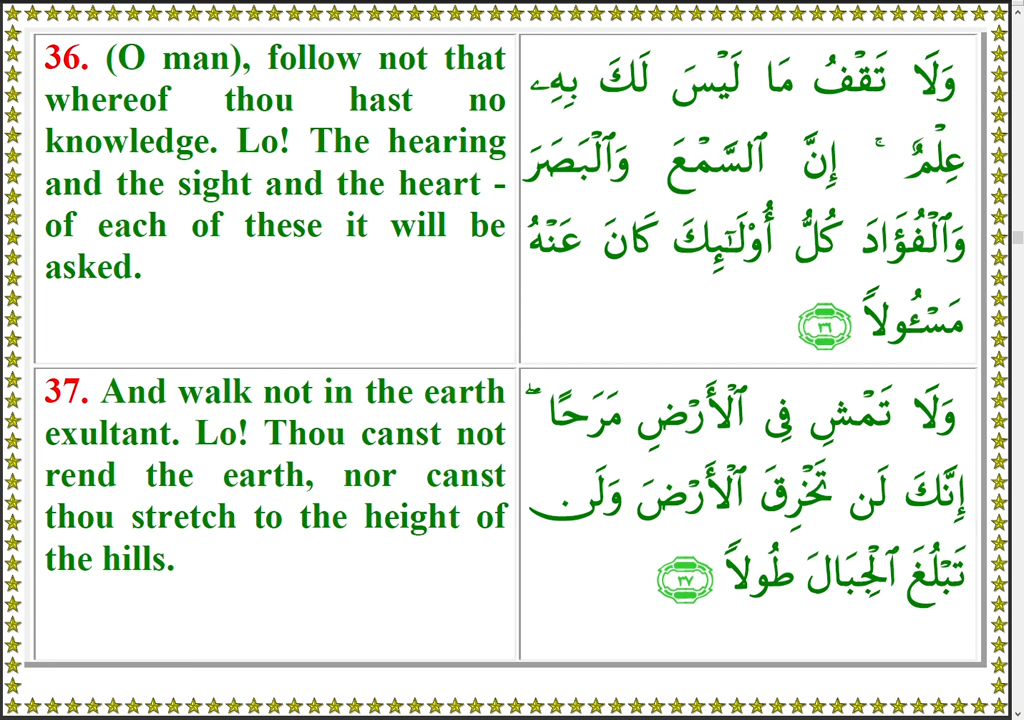 36. (O man), follow not that
whereof thou hast no
knowledge. Lo! The hearing
and the sight and the heart -
of each of these it will be
asked.
وَلَا تَقْفُ مَا لَيْسَ لَكَ بِهِۦ
عِلْمٌ ۚ إِنَّ ٱلسَّمْعَ وَٱلْبَصَرَ
وَٱلْفُؤَادَ كُلُّ أُو۟لَـٰٓئِكَ كَانَ عَنْهُ
مَسْـُٔولًا ٣٦
37. And walk not in the earth
exultant. Lo! Thou canst not
rend the earth, nor canst
thou stretch to the height of
the hills.
وَلَا تَمْشِ فِى ٱلْأَرْضِ مَرَحًا ۖ
إِنَّكَ لَن تَخْرِقَ ٱلْأَرْضَ وَلَن
تَبْلُغَ ٱلْجِبَالَ طُولًا ٣٧